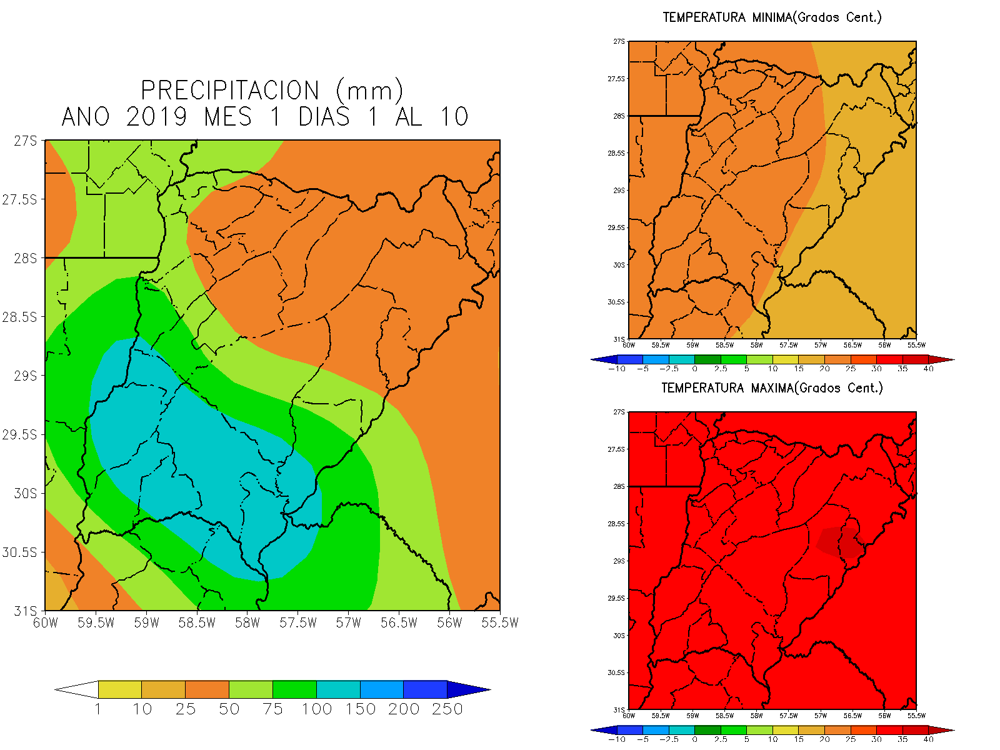 PRECIPITACION (mm)
ANO 2019 MES 1 DIAS 1 AL 10
27S
27.5S
28S
28.5S
29S
29.5S
30S
30.5S
31S
60W 59.5W 59W 58.5W 58W 57.5W 57W 56.5W 56W 55.5W
1 10 25 50 75 100 150 200 250
TEMPERATURA MINIMA(Grados Cent.)
27S
27.5S
28S
28.5S
29S
29.5S
30S
30.5S
31S
60W 59.5W 59W 58.5W 58W 57.5W 57W 56.5W 56W 55.5W
-10 -5 -2.5 0 2.5 5 10 15 20 25 30 35 40
TEMPERATURA MAXIMA(Grados Cent.)
27S
27.5S
28S
28.5S
29S
29.5S
30S
30.5S
31S
60W 59.5W 59W 58.5W 58W 57.5W 57W 56.5W 56W 55.5W
-10 -5 -2.5 0 2.5 5 10 15 20 25 30 35 40